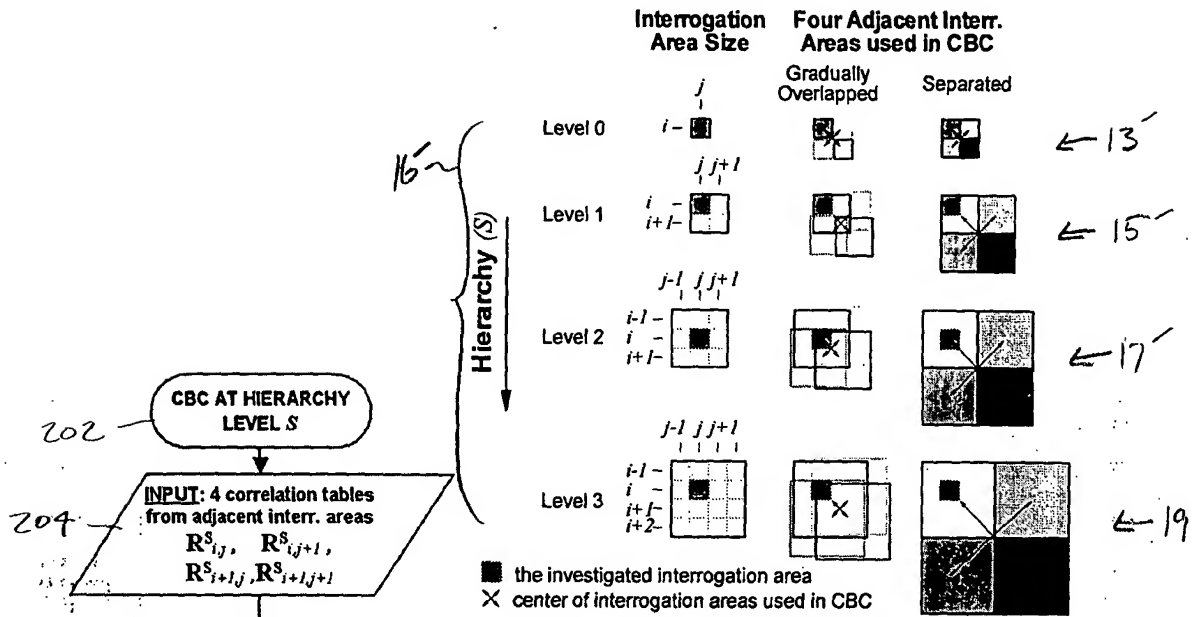 Interrogation Area Size
Four Adjacent Interr. Areas used in CBC
Gradually Overlapped
Separated
j
Level 0
i –
13'
16'
j j+1
Level 1
i –
i+1 –
15'
Hierarchy (S)
j-1 j j+1
Level 2
i-1 –
i –
i+1 –
17'
CBC AT HIERARCHY LEVEL S
202
j-1 j j+1
Level 3
i-1 –
i –
i+1 –
i+2 –
19
INPUT: 4 correlation tables
from adjacent interr. areas
R^S_{i,j}, R^S_{i,j+1},
R^S_{i+1,j}, R^S_{i+1,j+1}
204
the investigated interrogation area
center of interrogation areas used in CBC